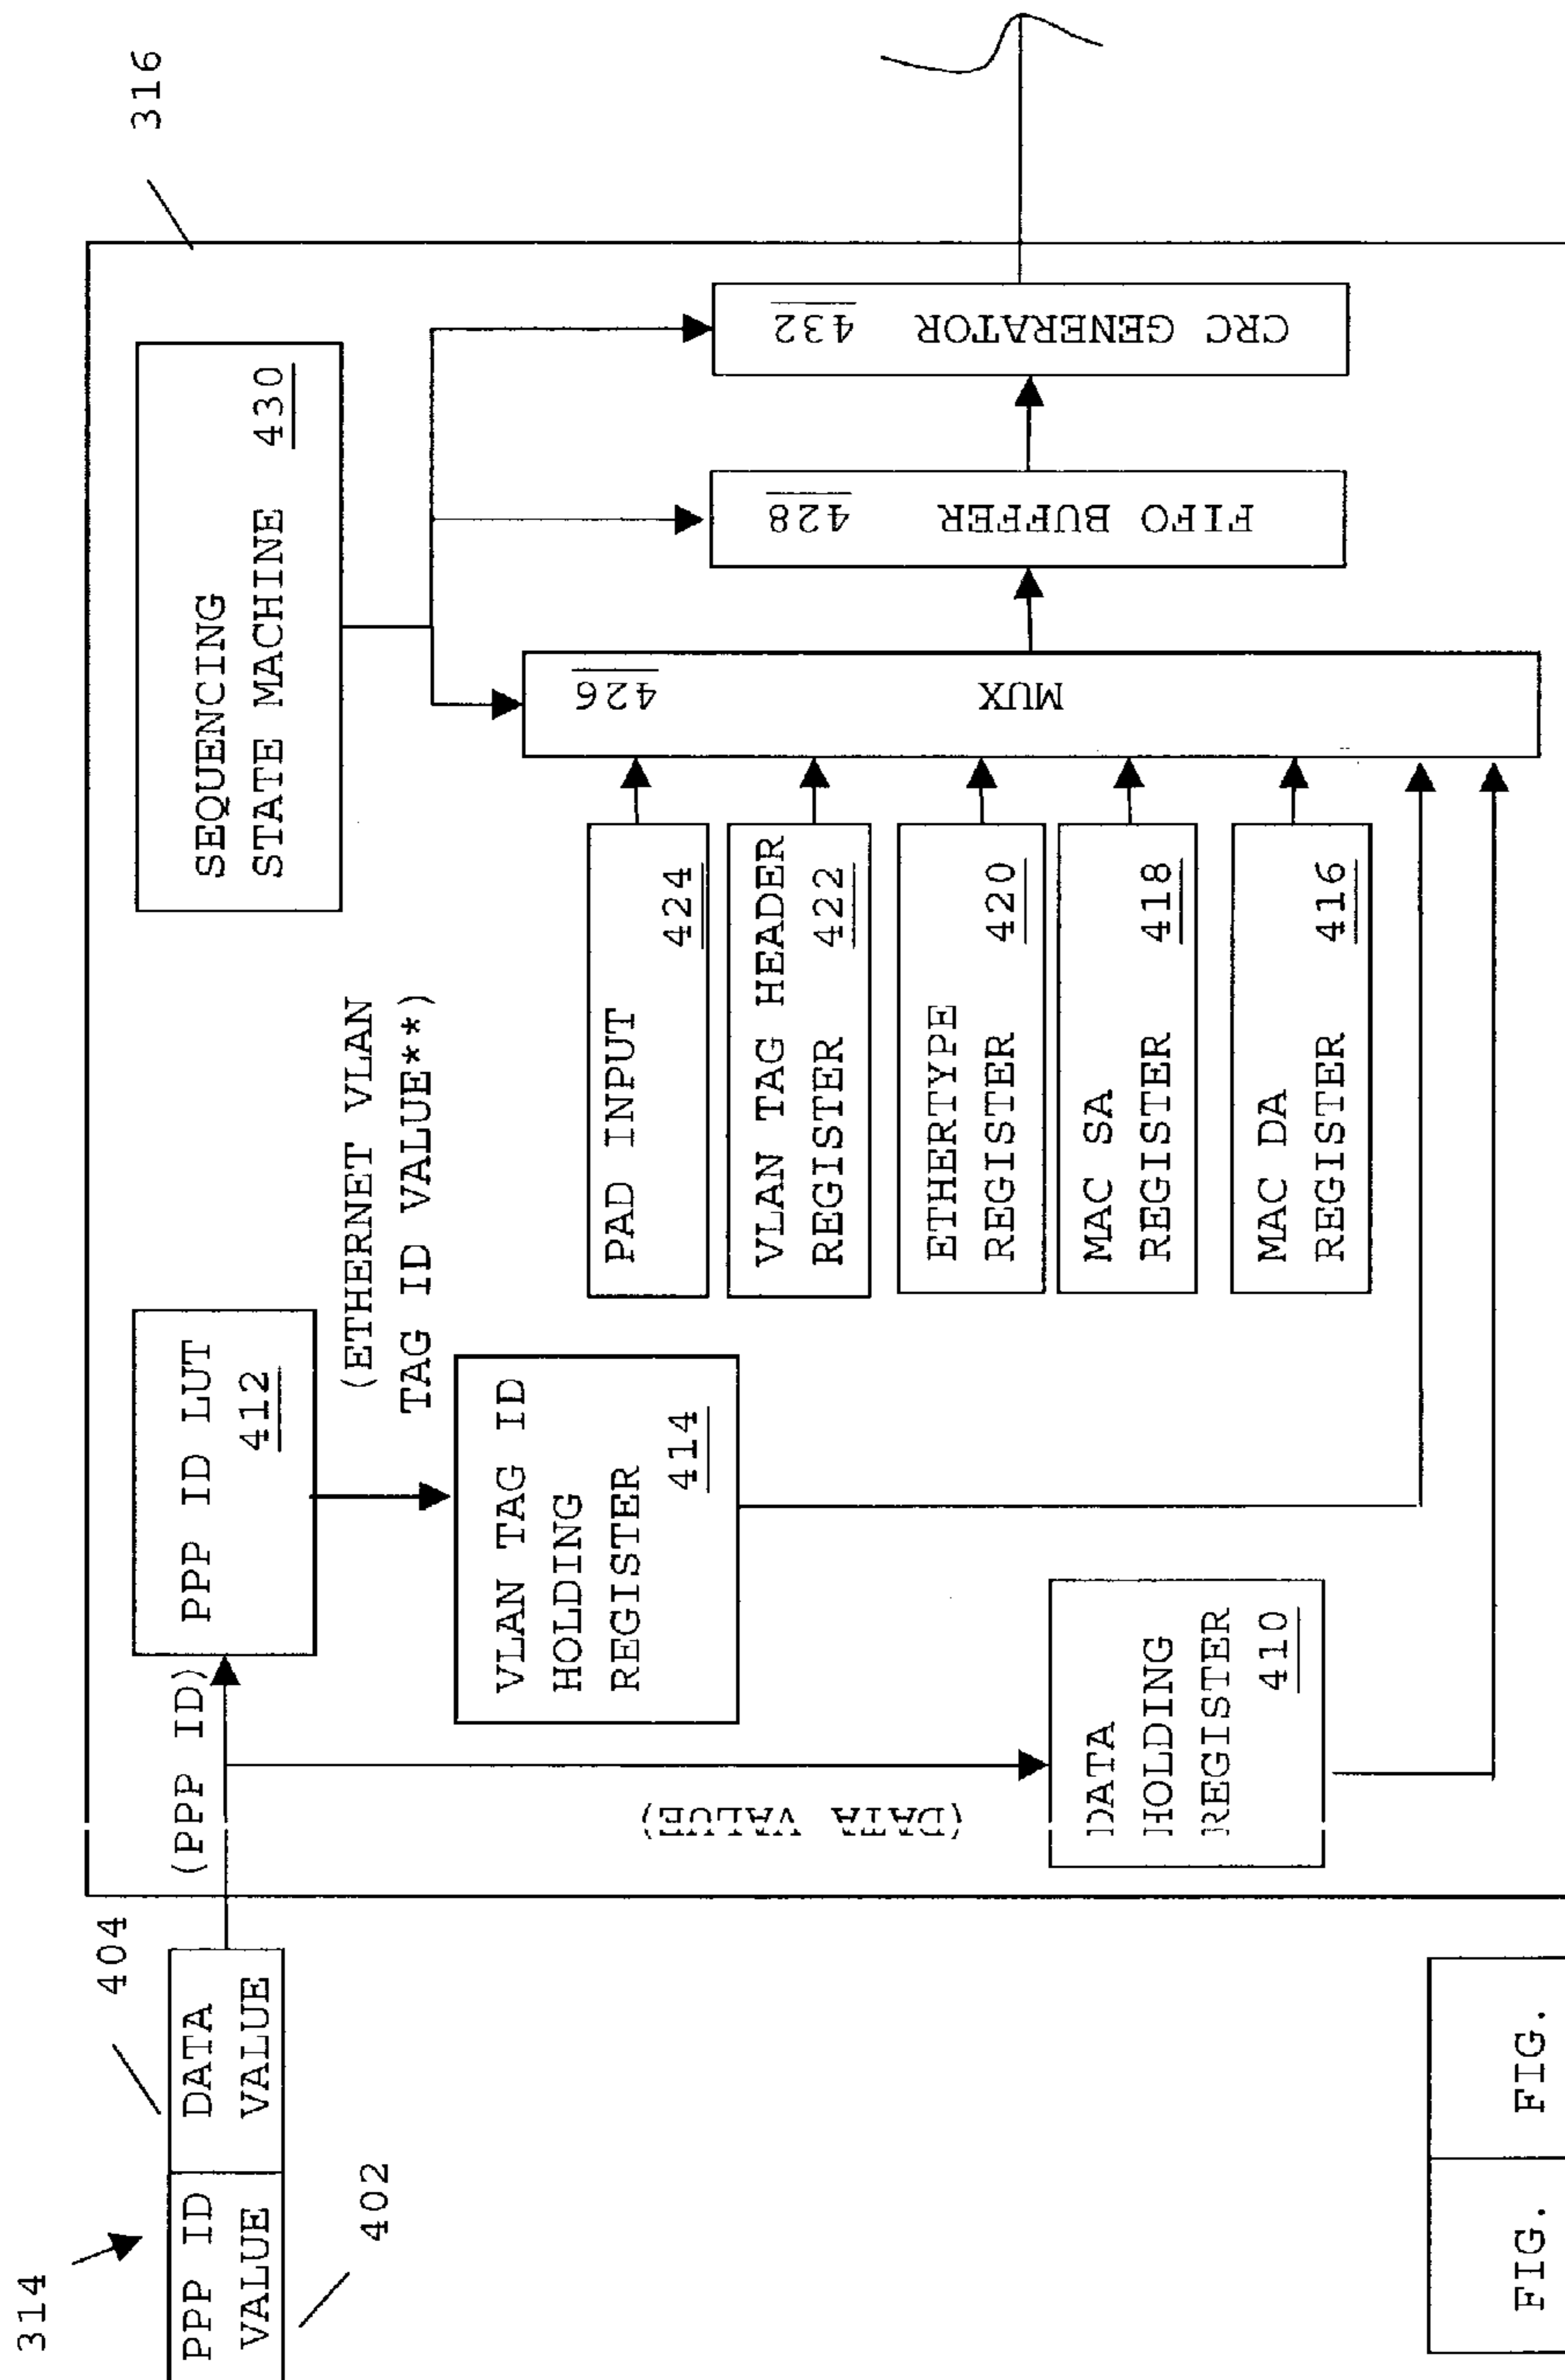 314
PPP ID
VALUE
402
404
DATA
VALUE
316
(PPP ID)
PPP ID LUT
412
(ETHERNET VLAN
TAG ID VALUE**)
SEQUENCING
STATE MACHINE 430
VLAN TAG ID
HOLDING
REGISTER
414
(DATA VALUE)
DATA
HOLDING
REGISTER
410
PAD INPUT
424
VLAN TAG HEADER
REGISTER 422
ETHERTYPE
REGISTER 420
MAC SA
REGISTER 418
MAC DA
REGISTER 416
MUX 426
FIFO BUFFER 428
CRC GENERATOR 432
FIG.
FIG.